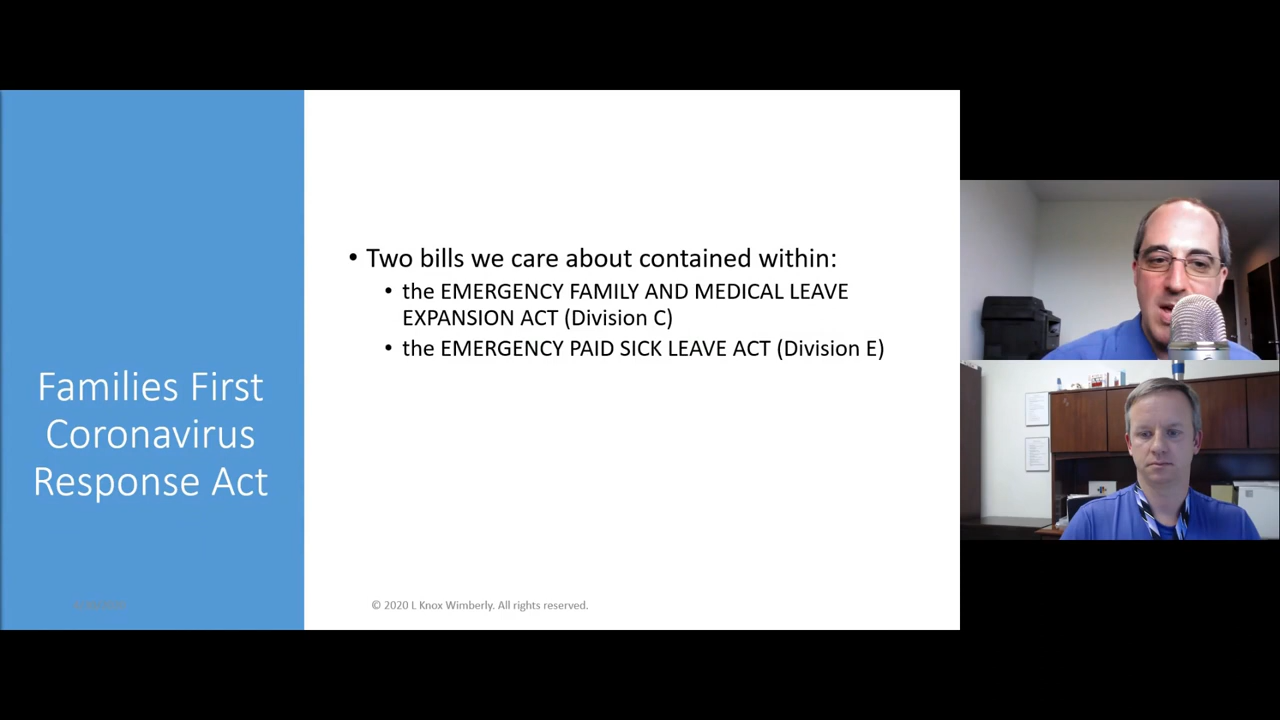 Families First
Coronavirus
Response Act
• Two bills we care about contained within:
• the EMERGENCY FAMILY AND MEDICAL LEAVE
EXPANSION ACT (Division C)
• the EMERGENCY PAID SICK LEAVE ACT (Division E)
© 2020 L Knox Wimberly. All rights reserved.